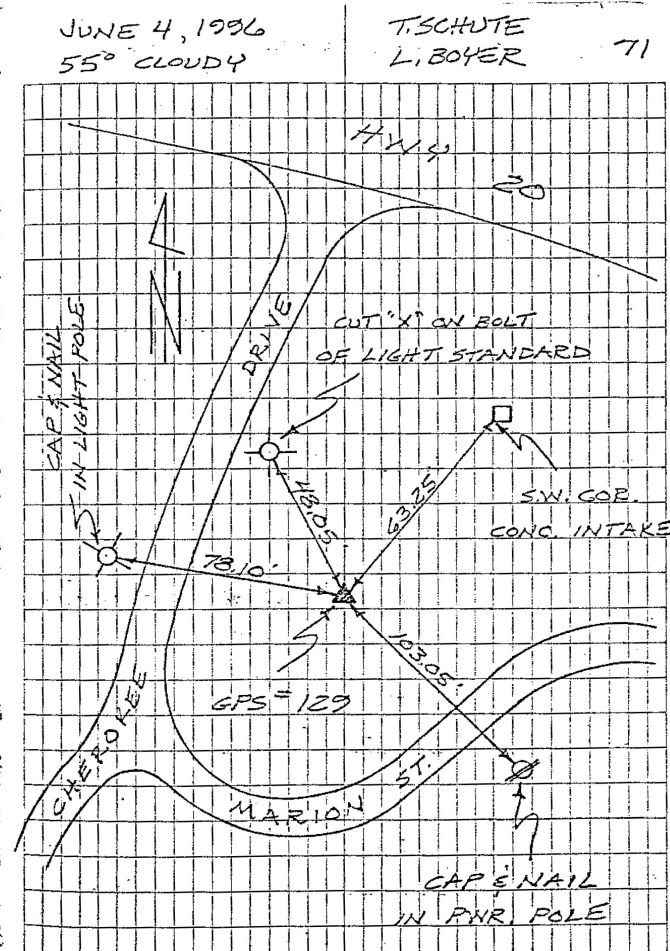 JUNE 4, 1996
55° CLOUDY
T. SCHUTE
L. BOYER
71
HWY 20
N
DRIVE
CUT "X" ON BOLT
OF LIGHT STANDARD
CAP & NAIL
IN LIGHT POLE
48.05'
63.25'
S.W. COR.
CONC. INTAKE
78.10'
103.05'
GPS # 129
CHEROKEE
MARION ST.
CAP & NAIL
IN PWR. POLE